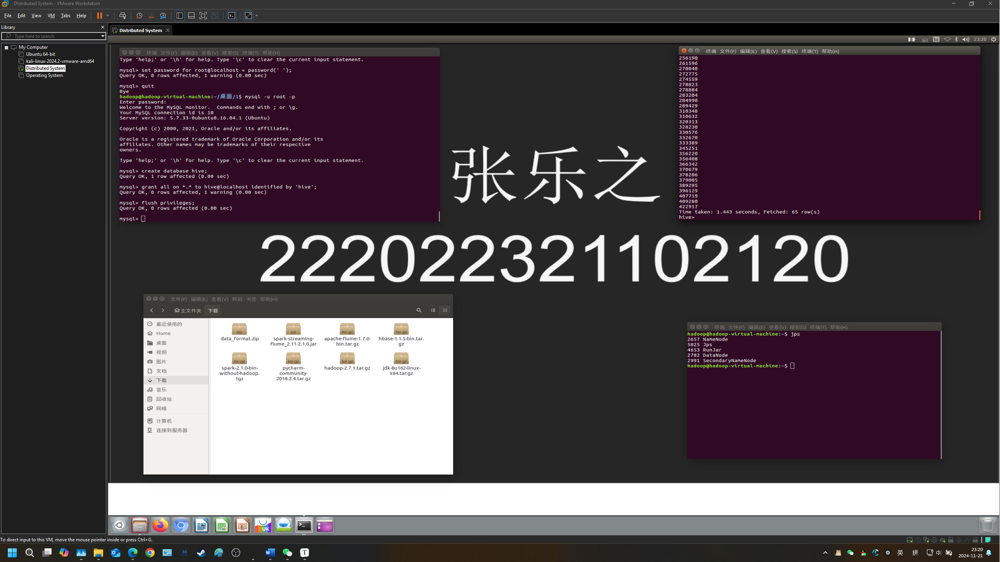 Distributed System - VMware Workstation
File Edit View VM Tabs Help
Library
Type here to search
My Computer
Ubuntu 64-bit
kali-linux-2024.2-vmware-amd64
Distributed System
Operating System
Distributed System
23:20
终端 文件(F) 编辑(E) 查看(V) 搜索(S) 终端(T) 帮助(H)
Type 'help;' or '\h' for help. Type '\c' to clear the current input statement.
mysql> set password for root@localhost = password(' ');
Query OK, 0 rows affected, 1 warning (0.00 sec)
mysql> quit
Bye
hadoop@hadoop-virtual-machine:~/桌面/1$ mysql -u root -p
Enter password:
Welcome to the MySQL monitor.  Commands end with ; or \g.
Your MySQL connection id is 10
Server version: 5.7.33-0ubuntu0.16.04.1 (Ubuntu)
Copyright (c) 2000, 2021, Oracle and/or its affiliates.
Oracle is a registered trademark of Oracle Corporation and/or its
affiliates. Other names may be trademarks of their respective
owners.
Type 'help;' or '\h' for help. Type '\c' to clear the current input statement.
mysql> create database hive;
Query OK, 1 row affected (0.00 sec)
mysql> grant all on *.* to hive@localhost identified by 'hive';
Query OK, 0 rows affected, 1 warning (0.00 sec)
mysql> flush privileges;
Query OK, 0 rows affected (0.00 sec)
mysql>
终端 文件(F) 编辑(E) 查看(V) 搜索(S) 终端(T) 帮助(H)
256190
261596
270040
272775
274559
278823
278884
283204
284990
289429
310348
310632
320313
328230
330576
332670
333389
345251
356220
356408
366342
370679
378206
379005
389295
396129
407719
409280
422917
Time taken: 1.443 seconds, Fetched: 65 row(s)
hive>
张乐之
222022321102120
文件(F) 编辑(E) 查看(V) 转到 书签 帮助(H)
主文件夹 下载
最近使用的
Home
桌面
视频
图片
文档
下载
音乐
回收站
网络
计算机
连接到服务器
zip
data_format.zip
jar
spark-streaming-
flume_2.11-2.1.0.jar
tar.gz
apache-flume-1.7.0-
bin.tar.gz
tar.gz
hbase-1.1.5-bin.tar.
gz
tar.gz
spark-2.1.0-bin-
without-hadoop.
tgz
tar.gz
pycharm-
community-
2018.2.4.tar.gz
tar.gz
hadoop-2.7.1.tar.gz
tar.gz
jdk-8u162-linux-
x64.tar.gz
终端 文件(F) 编辑(E) 查看(V) 搜索(S) 终端(T) 帮助(H)
hadoop@hadoop-virtual-machine:~$ jps
2657 NameNode
5025 Jps
4653 RunJar
2782 DataNode
2991 SecondaryNameNode
hadoop@hadoop-virtual-machine:~$
UK
To direct input to this VM, move the mouse pointer inside or press Ctrl+G.
英 拼
23:20
2024-11-21